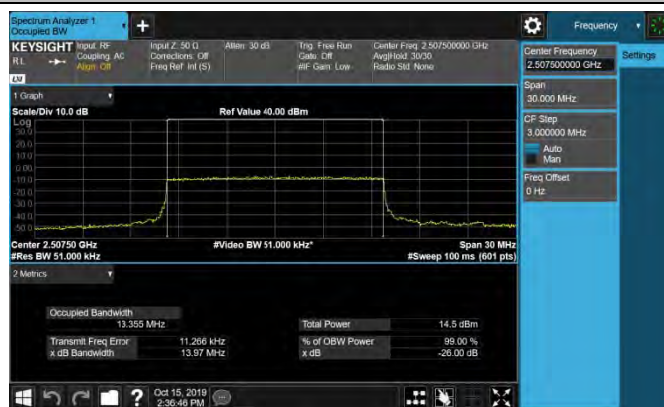 Spectrum Analyzer 1
Occupied BW
+
Frequency
KEYSIGHT
Input: RF
Input Z: 50 Ω
Atten: 30 dB
Trig: Free Run
Center Freq: 2.507500000 GHz
RL
Coupling: AC
Corrections: Off
Gate: Off
Avg|Hold: 30/30
Align: Off
Freq Ref: Int (S)
#IF Gain: Low
Radio Std: None
LXI
Center Frequency
2.507500000 GHz
Settings
Span
30.000 MHz
CF Step
3.000000 MHz
Auto
Man
Freq Offset
0 Hz
1 Graph
Scale/Div 10.0 dB
Ref Value 40.00 dBm
Log
30.0
20.0
10.0
0.00
-10.0
-20.0
-30.0
-40.0
-50.0
Center 2.50750 GHz
#Video BW 51.000 kHz*
Span 30 MHz
#Res BW 51.000 kHz
#Sweep 100 ms (601 pts)
2 Metrics
Occupied Bandwidth
13.355 MHz
Total Power
14.5 dBm
Transmit Freq Error
11.266 kHz
% of OBW Power
99.00 %
x dB Bandwidth
13.97 MHz
x dB
-26.00 dB
?
Oct 15, 2019
2:36:46 PM